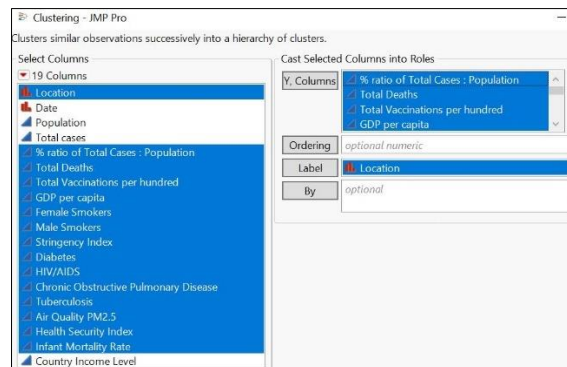 Clustering - JMP Pro
Clusters similar observations successively into a hierarchy of clusters.
Select Columns
19 Columns
Location
Date
Population
Total cases
% ratio of Total Cases : Population
Total Deaths
Total Vaccinations per hundred
GDP per capita
Female Smokers
Male Smokers
Stringency Index
Diabetes
HIV/AIDS
Chronic Obstructive Pulmonary Disease
Tuberculosis
Air Quality PM2.5
Health Security Index
Infant Mortality Rate
Country Income Level
Cast Selected Columns into Roles
Y, Columns
% ratio of Total Cases : Population
Total Deaths
Total Vaccinations per hundred
GDP per capita
Ordering
optional numeric
Label
Location
By
optional